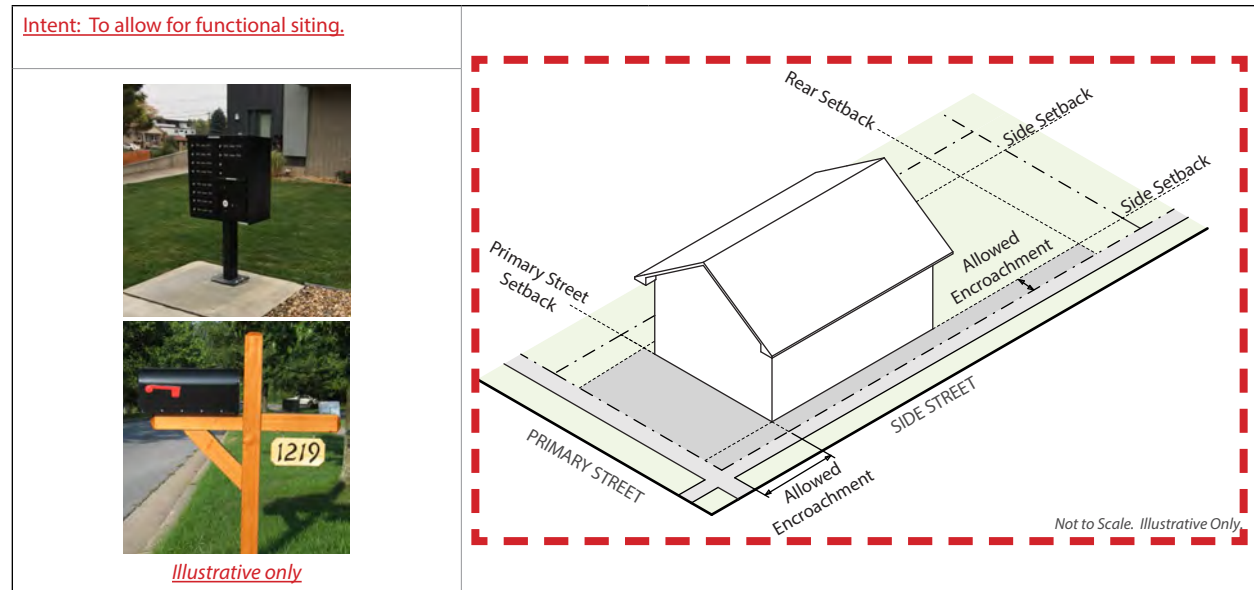 Intent: To allow for functional siting.
1219
Illustrative only
Rear Setback
Side Setback
Side Setback
Allowed
Encroachment
Primary Street
Setback
PRIMARY STREET
SIDE STREET
Allowed
Encroachment
Not to Scale. Illustrative Only.